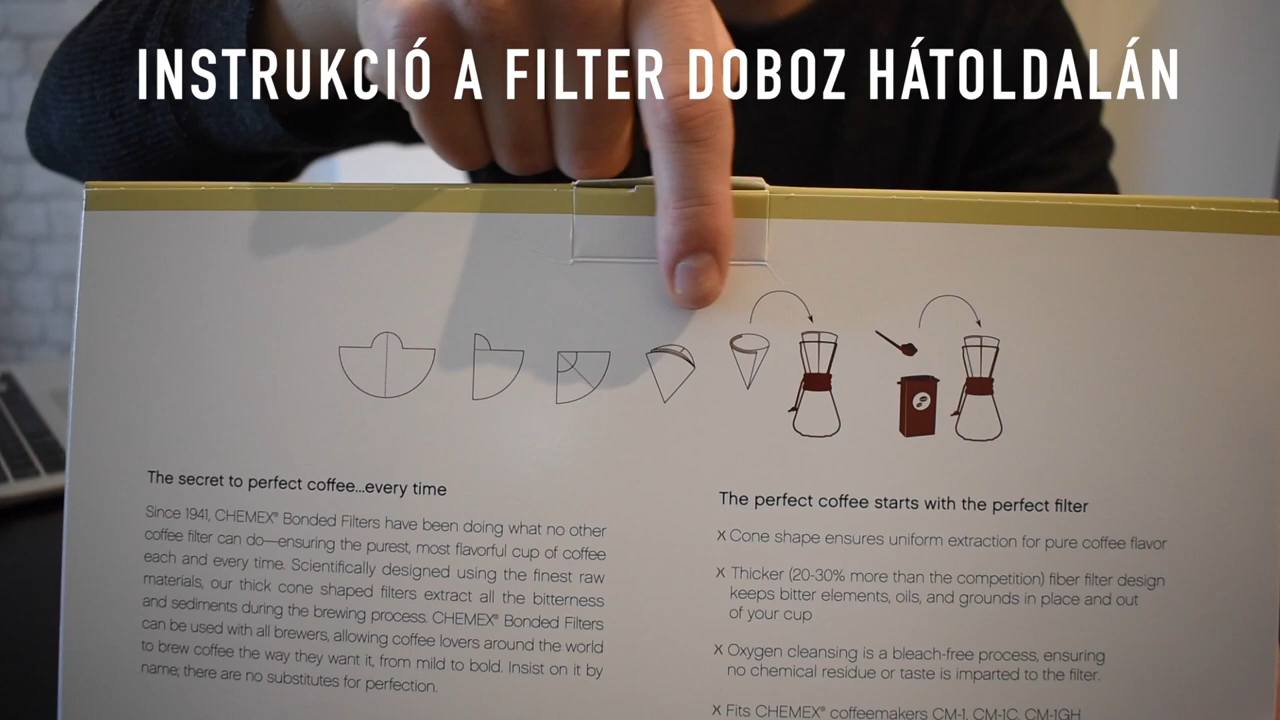 INSTRUKCIÓ A FILTER DOBOZ HÁTOLDALÁN
The secret to perfect coffee...every time
Since 1941, CHEMEX® Bonded Filters have been doing what no other
coffee filter can do—ensuring the purest, most flavorful cup of coffee
each and every time. Scientifically designed using the finest raw
materials, our thick cone shaped filters extract all the bitterness
and sediments during the brewing process. CHEMEX® Bonded Filters
can be used with all brewers, allowing coffee lovers around the world
to brew coffee the way they want it, from mild to bold. Insist on it by
name; there are no substitutes for perfection.
The perfect coffee starts with the perfect filter
X Cone shape ensures uniform extraction for pure coffee flavor
X Thicker (20-30% more than the competition) fiber filter design
keeps bitter elements, oils, and grounds in place and out
of your cup
X Oxygen cleansing is a bleach-free process, ensuring
no chemical residue or taste is imparted to the filter.
X Fits CHEMEX® coffeemakers CM-1, CM-1C, CM-1GH